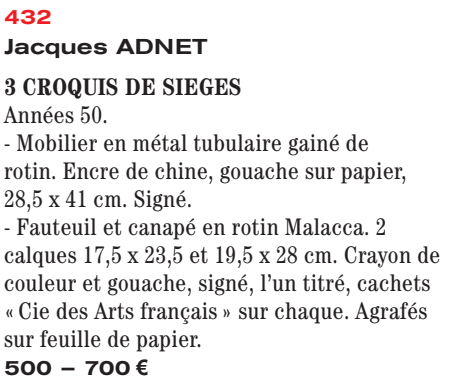 432
Jacques ADNET
3 CROQUIS DE SIEGES
Années 50.
- Mobilier en métal tubulaire gainé de
rotin. Encre de chine, gouache sur papier,
28,5 x 41 cm. Signé.
- Fauteuil et canapé en rotin Malacca. 2
calques 17,5 x 23,5 et 19,5 x 28 cm. Crayon de
couleur et gouache, signé, l’un titré, cachets
« Cie des Arts français » sur chaque. Agrafés
sur feuille de papier.
500 – 700 €